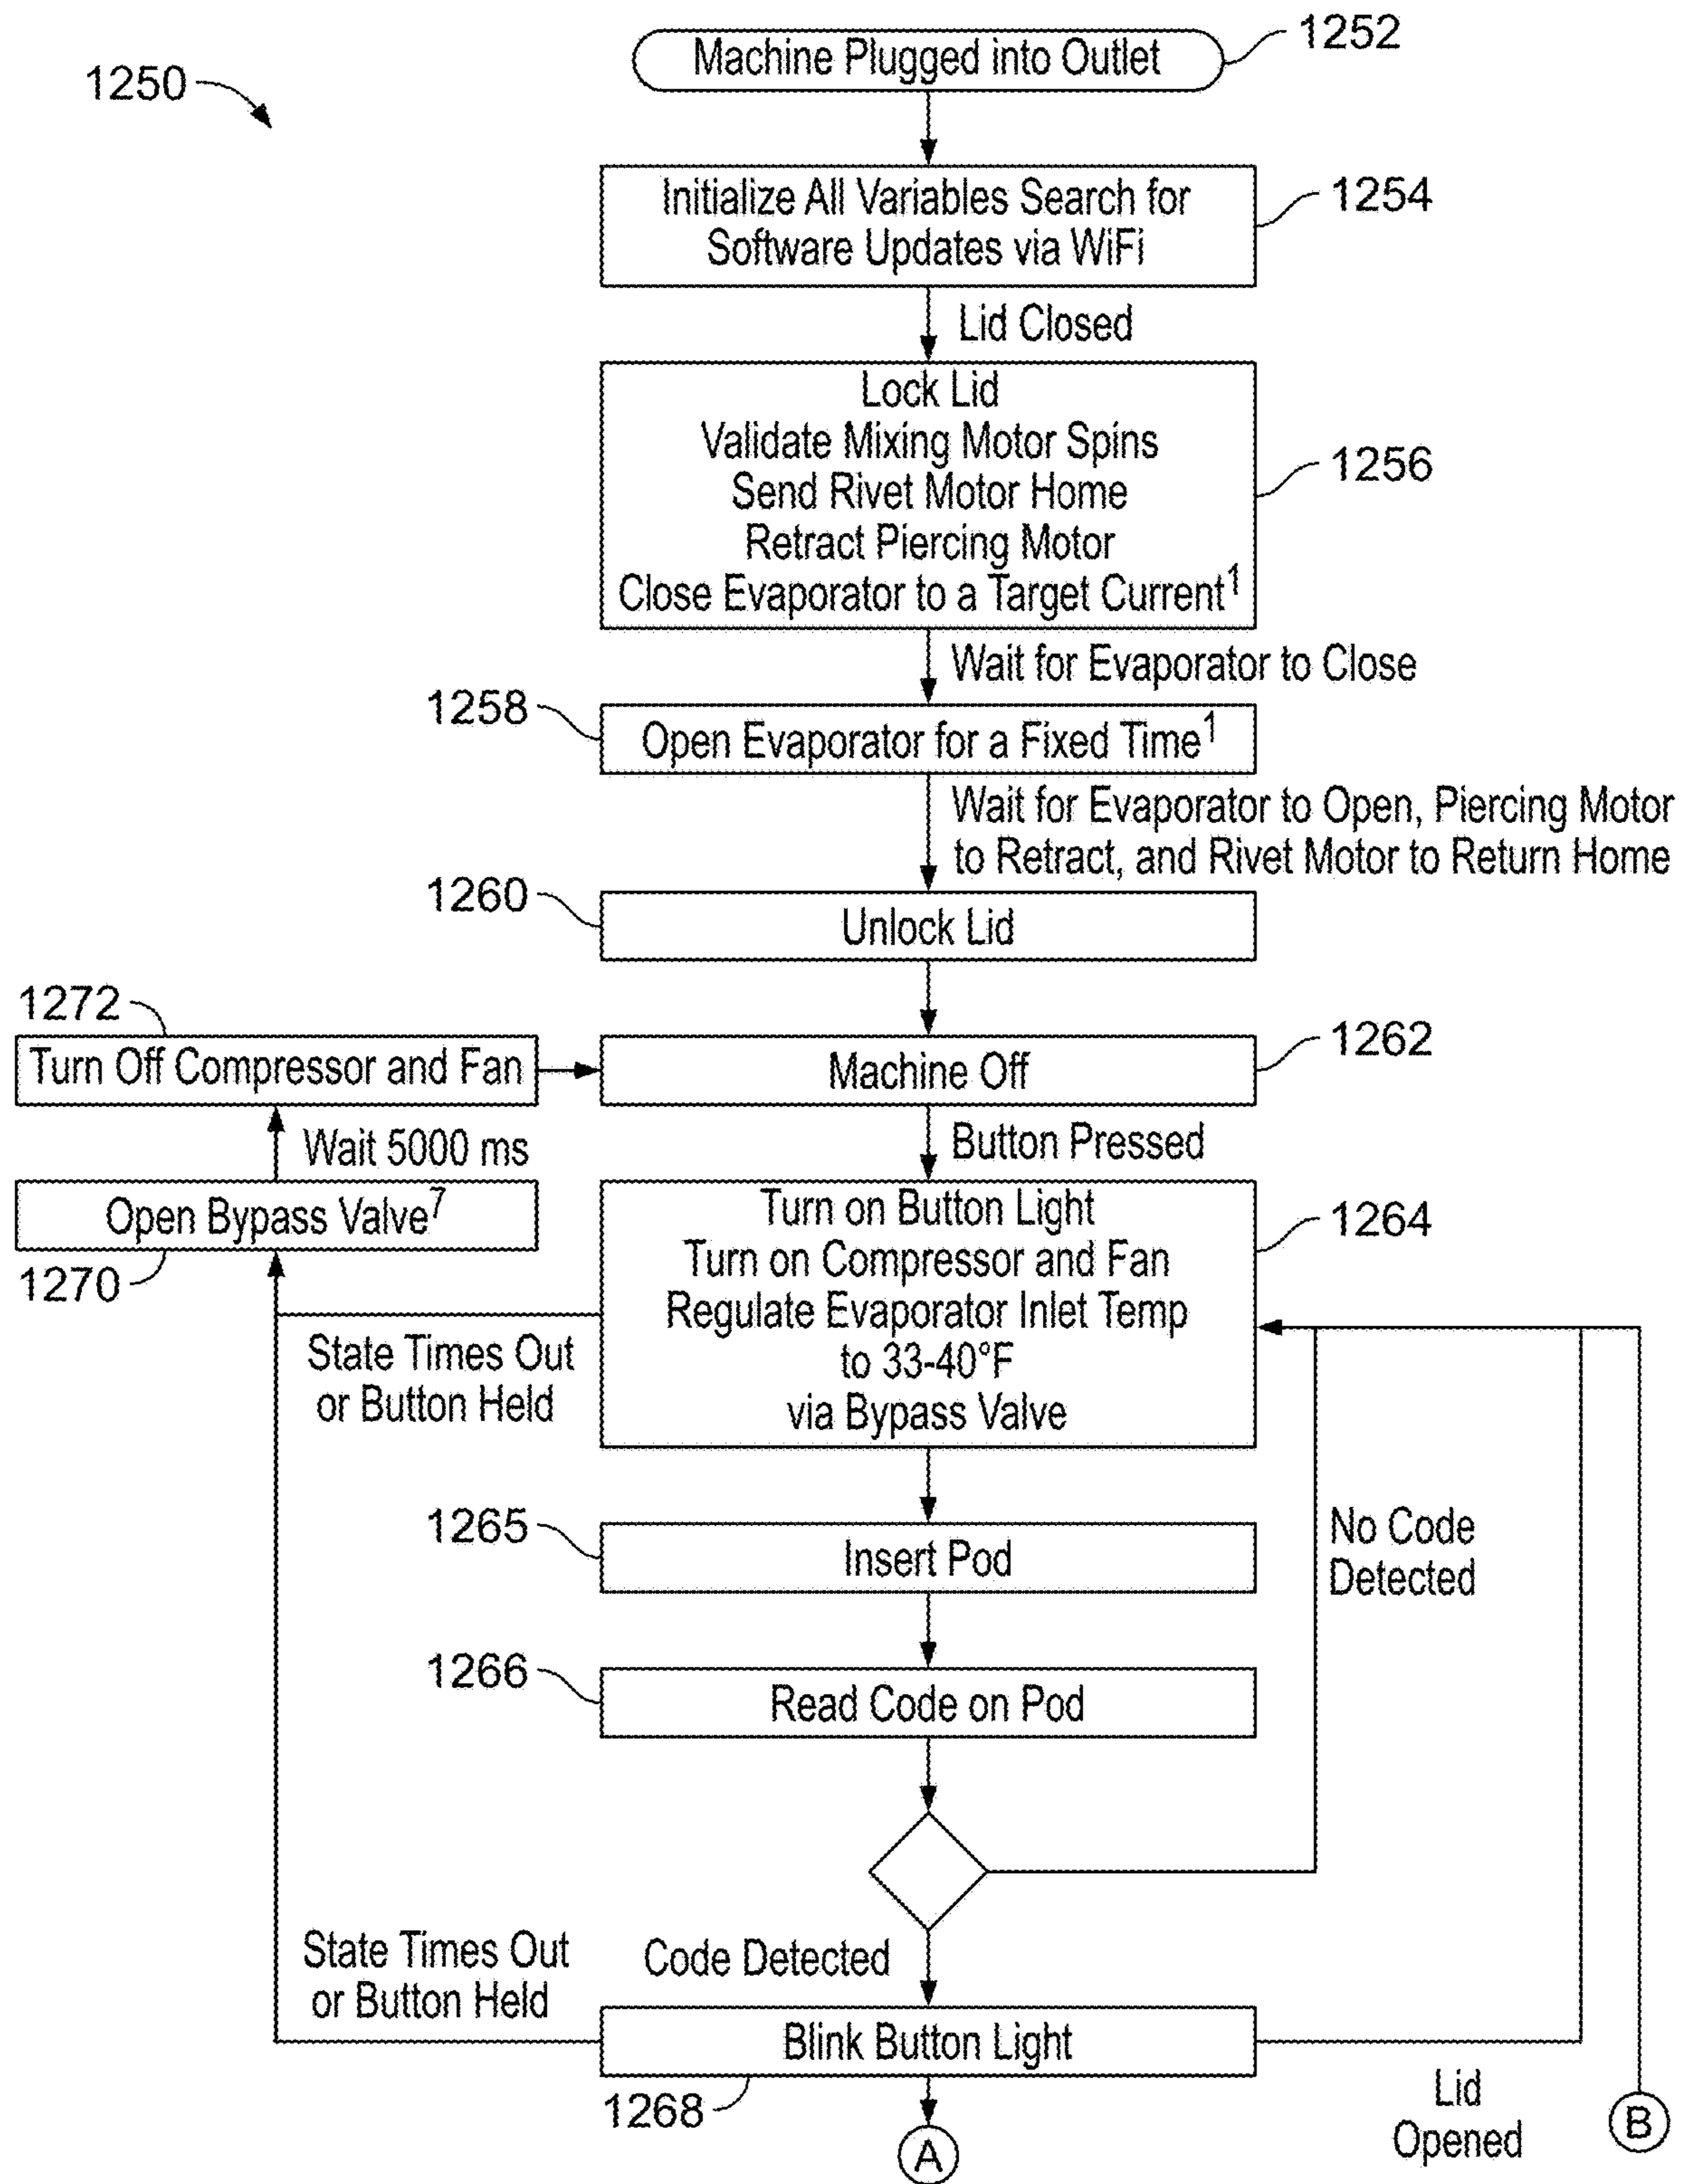 1250
Machine Plugged into Outlet
1252
Initialize All Variables Search for
Software Updates via WiFi
1254
Lid Closed
Lock Lid
Validate Mixing Motor Spins
Send Rivet Motor Home
Retract Piercing Motor
Close Evaporator to a Target Current¹
1256
Wait for Evaporator to Close
1258
Open Evaporator for a Fixed Time¹
Wait for Evaporator to Open, Piercing Motor
to Retract, and Rivet Motor to Return Home
1260
Unlock Lid
1272
Turn Off Compressor and Fan
Machine Off
1262
Wait 5000 ms
Button Pressed
Open Bypass Valve⁷
1270
Turn on Button Light
Turn on Compressor and Fan
Regulate Evaporator Inlet Temp
to 33-40°F
via Bypass Valve
1264
State Times Out
or Button Held
1265
Insert Pod
No Code
Detected
1266
Read Code on Pod
State Times Out
or Button Held
Code Detected
Blink Button Light
1268
Lid
Opened
A
B